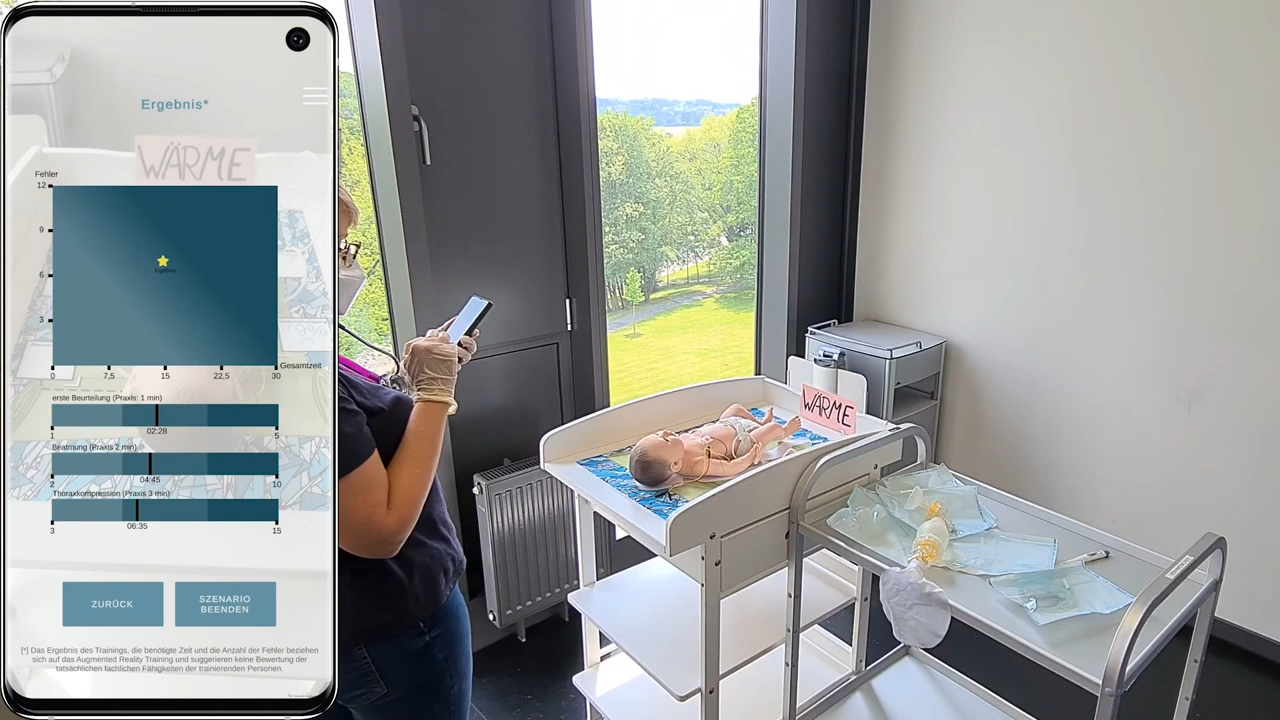 Ergebnis*
WÄRME
Fehler
12
9
6
3
Ergebnis
0 7,5 15 22,5 30
Gesamtzeit
erste Beurteilung (Praxis: 1 min)
1 5
02:28
Beatmung (Praxis 2 min)
2 10
04:45
Thoraxkompression (Praxis 3 min)
3 15
06:35
ZURÜCK
SZENARIO
BEENDEN
[*] Das Ergebnis des Trainings, die benötigte Zeit und die Anzahl der Fehler beziehen
sich auf das Augmented Reality Training und suggerieren keine Bewertung der
tatsächlichen fachlichen Fähigkeiten der trainierenden Personen.
WÄRME